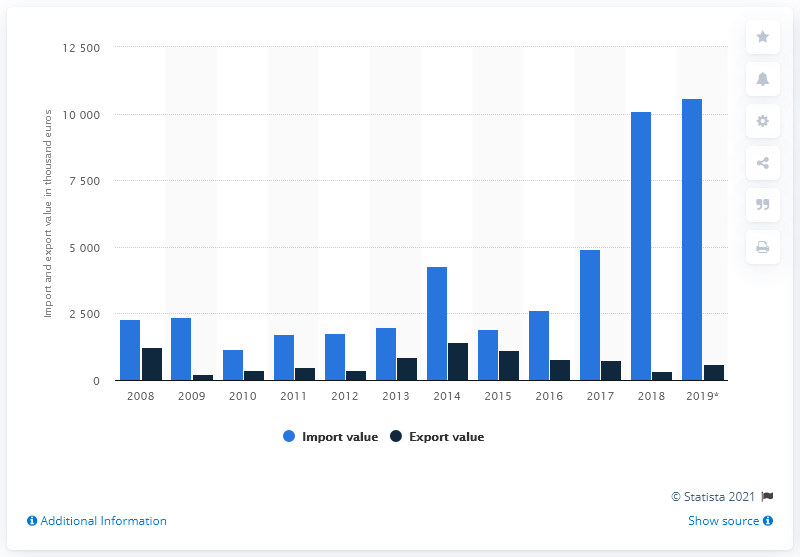 12 500
10 000
7 500
5 000
2 500
0
Import and export value in thousand euros
2008 2009 2010 2011 2012 2013 2014 2015 2016 2017 2018 2019*
Import value Export value
© Statista 2021
Additional Information Show source